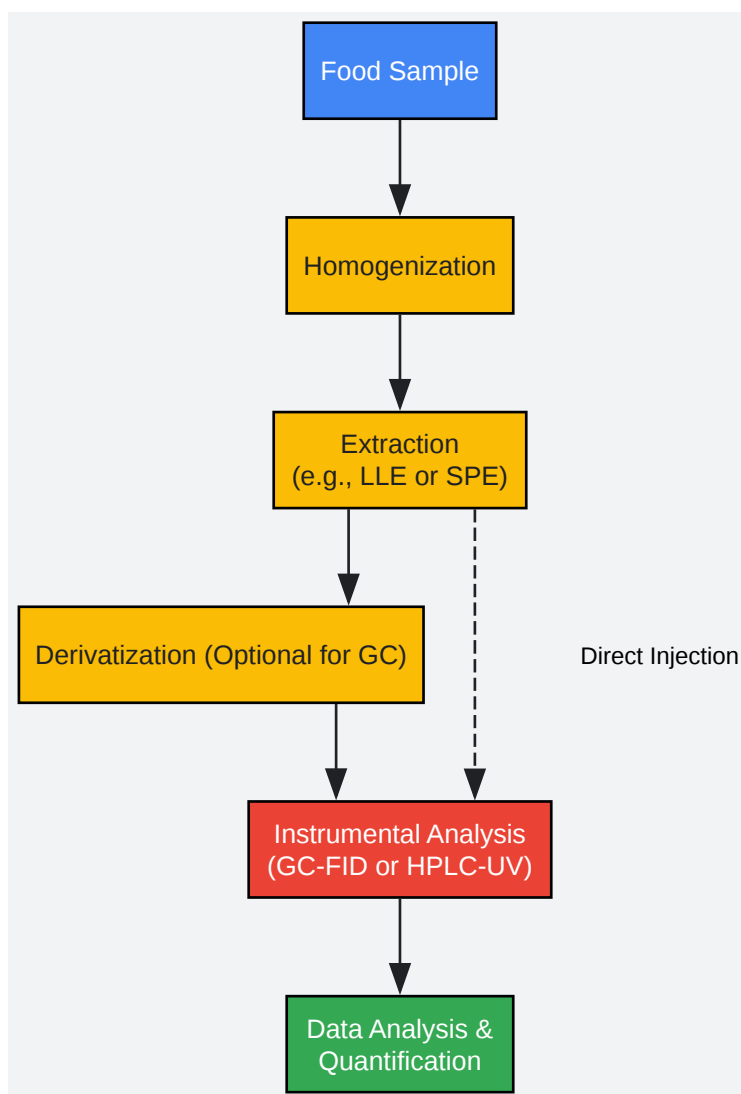 Food Sample
Homogenization
Extraction
(e.g., LLE or SPE)
Derivatization (Optional for GC)
Direct Injection
Instrumental Analysis
(GC-FID or HPLC-UV)
Data Analysis &
Quantification